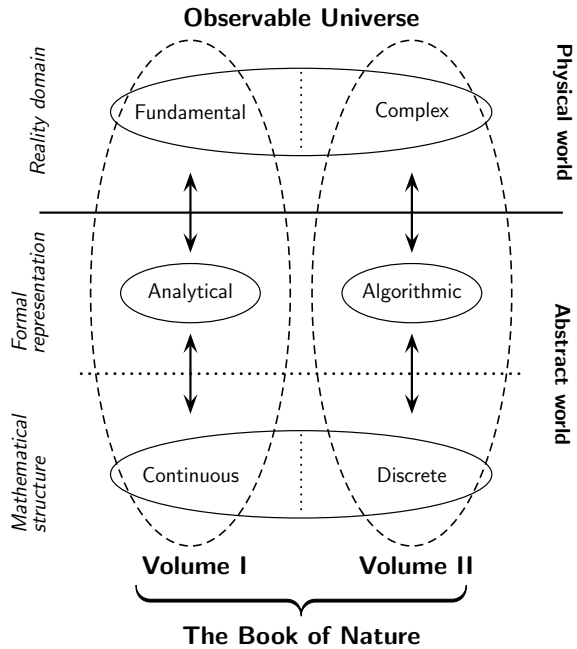 Observable Universe
Reality domain
Fundamental
Complex
Physical world
Formal
representation
Analytical
Algorithmic
Abstract world
Mathematical
structure
Continuous
Discrete
Volume I
Volume II
The Book of Nature